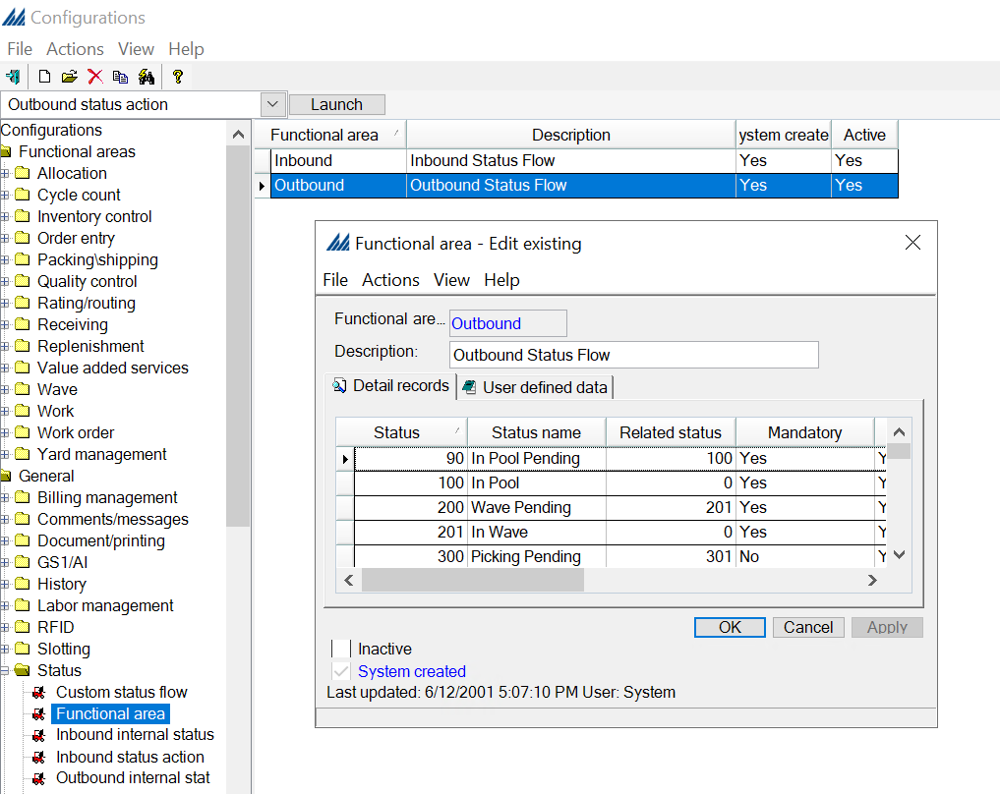 Configurations
File Actions View Help
Outbound status action Launch
Configurations
Functional areas
Allocation
Cycle count
Inventory control
Order entry
Packing\shipping
Quality control
Rating/routing
Receiving
Replenishment
Value added services
Wave
Work
Work order
Yard management
General
Billing management
Comments/messages
Document/printing
GS1/AI
History
Labor management
RFID
Slotting
Status
Custom status flow
Functional area
Inbound internal status
Inbound status action
Outbound internal stat
Functional area Description ystem create Active
Inbound Inbound Status Flow Yes Yes
Outbound Outbound Status Flow Yes Yes
Functional area - Edit existing
File Actions View Help
Functional are... Outbound
Description: Outbound Status Flow
Detail records User defined data
Status Status name Related status Mandatory
90 In Pool Pending 100 Yes Y
100 In Pool 0 Yes Y
200 Wave Pending 201 Yes Y
201 In Wave 0 Yes Y
300 Picking Pending 301 No Y
OK Cancel Apply
Inactive
System created
Last updated: 6/12/2001 5:07:10 PM User: System